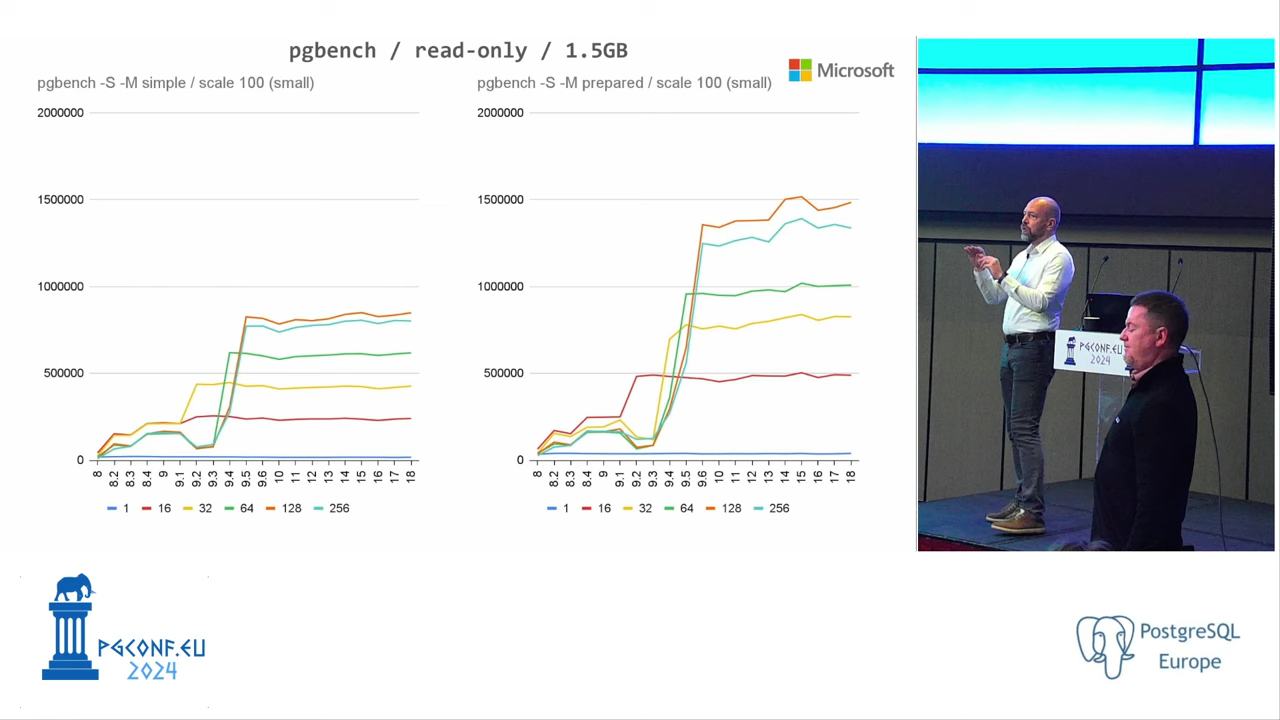 pgbench / read-only / 1.5GB
Microsoft
pgbench -S -M simple / scale 100 (small)
2000000
1500000
1000000
500000
0
8 8.2 8.3 8.4 9 9.1 9.2 9.3 9.4 9.5 9.6 10 11 12 13 14 15 16 17 18
1 16 32 64 128 256
pgbench -S -M prepared / scale 100 (small)
2000000
1500000
1000000
500000
0
8 8.2 8.3 8.4 9 9.1 9.2 9.3 9.4 9.5 9.6 10 11 12 13 14 15 16 17 18
1 16 32 64 128 256
PGCONF.EU
2024
PGCONF.EU
2024
PostgreSQL
Europe